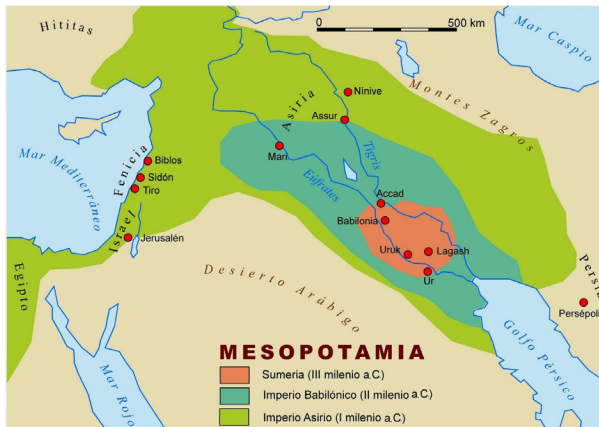 Hititas
0 500 km
Mar Caspio
Montes Zagros
Nínive
Asiria
Assur
Mari
Tigris
Eúfrates
Mar Mediterráneo
Fenicia
Biblos
Sidón
Tiro
Israel
Jerusalén
Accad
Babilonia
Uruk
Lagash
Ur
Egipto
Desierto Arábigo
Persia
Persépoli
Golfo Pérsico
Mar Rojo
MESOPOTAMIA
Sumeria (III milenio a.C.)
Imperio Babilónico (II milenio a.C.)
Imperio Asirio (I milenio a.C.)